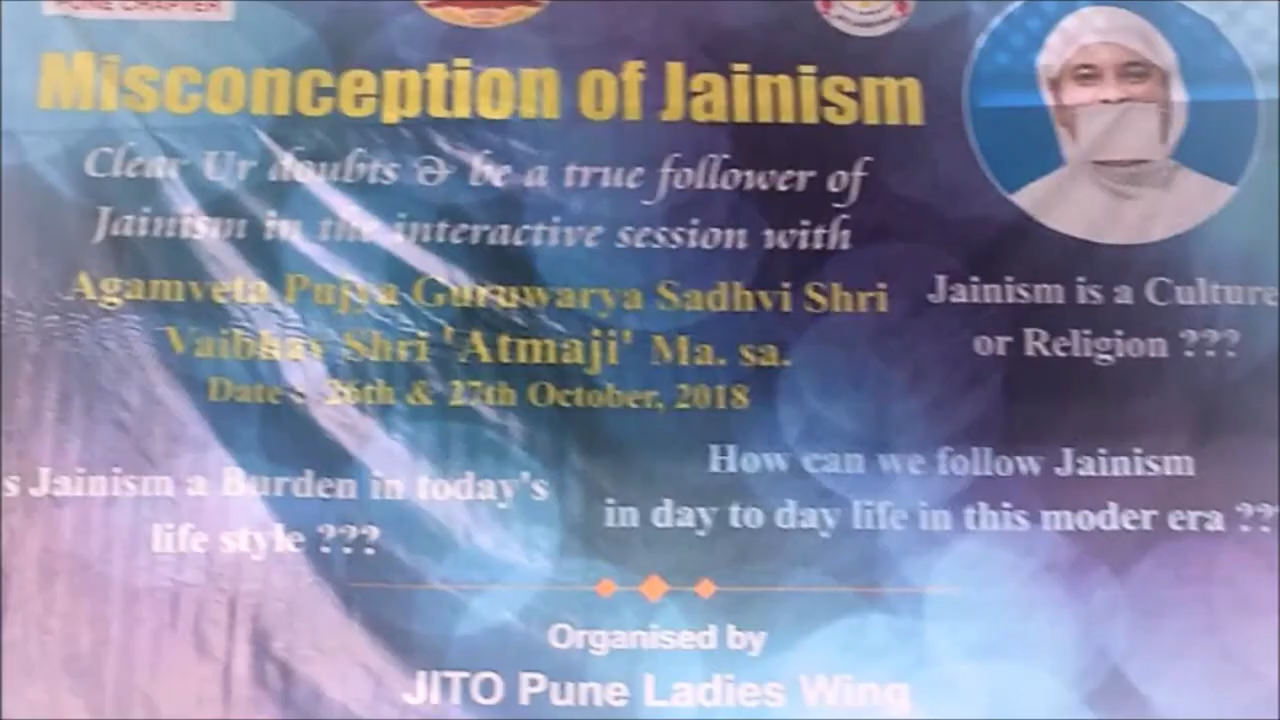 PUNE CHAPTER
Misconception of Jainism
Clear Ur doubts & be a true follower of
Jainism in the interactive session with
Agamveta Pujya Guruwarya Sadhvi Shri
Vaibhav Shri 'Atmaji' Ma. sa.
Date : 26th & 27th October, 2018
Jainism is a Culture
or Religion ???
s Jainism a Burden in today's
life style ???
How can we follow Jainism
in day to day life in this moder era ??
Organised by
JITO Pune Ladies Wing